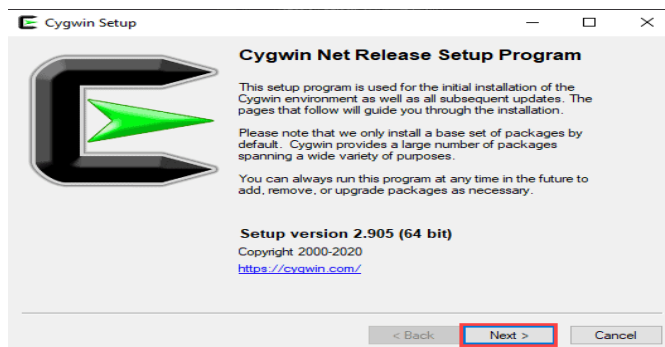 Cygwin Setup
Cygwin Net Release Setup Program
This setup program is used for the initial installation of the
Cygwin environment as well as all subsequent updates. The
pages that follow will guide you through the installation.
Please note that we only install a base set of packages by
default. Cygwin provides a large number of packages
spanning a wide variety of purposes.
You can always run this program at any time in the future to
add, remove, or upgrade packages as necessary.
Setup version 2.905 (64 bit)
Copyright 2000-2020
https://cygwin.com/
< Back Next > Cancel